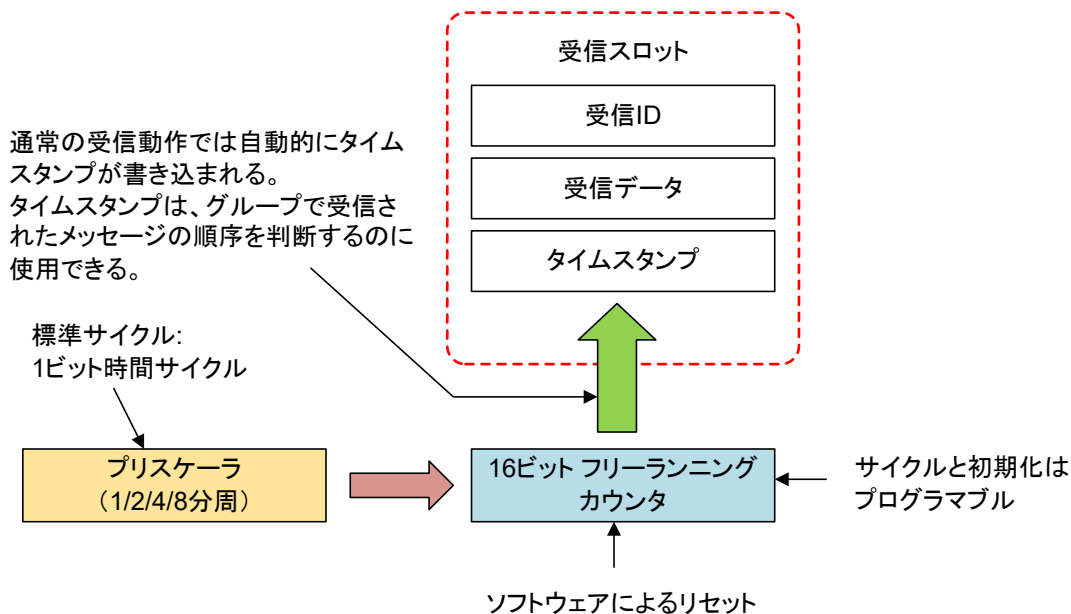 受信スロット
受信ID
受信データ
タイムスタンプ
通常の受信動作では自動的にタイム
スタンプが書き込まれる。
タイムスタンプは、グループで受信さ
れたメッセージの順序を判断するのに
使用できる。
標準サイクル:
1ビット時間サイクル
プリスケーラ
（1/2/4/8分周）
16ビット フリーランニング
カウンタ
サイクルと初期化は
プログラマブル
ソフトウェアによるリセット